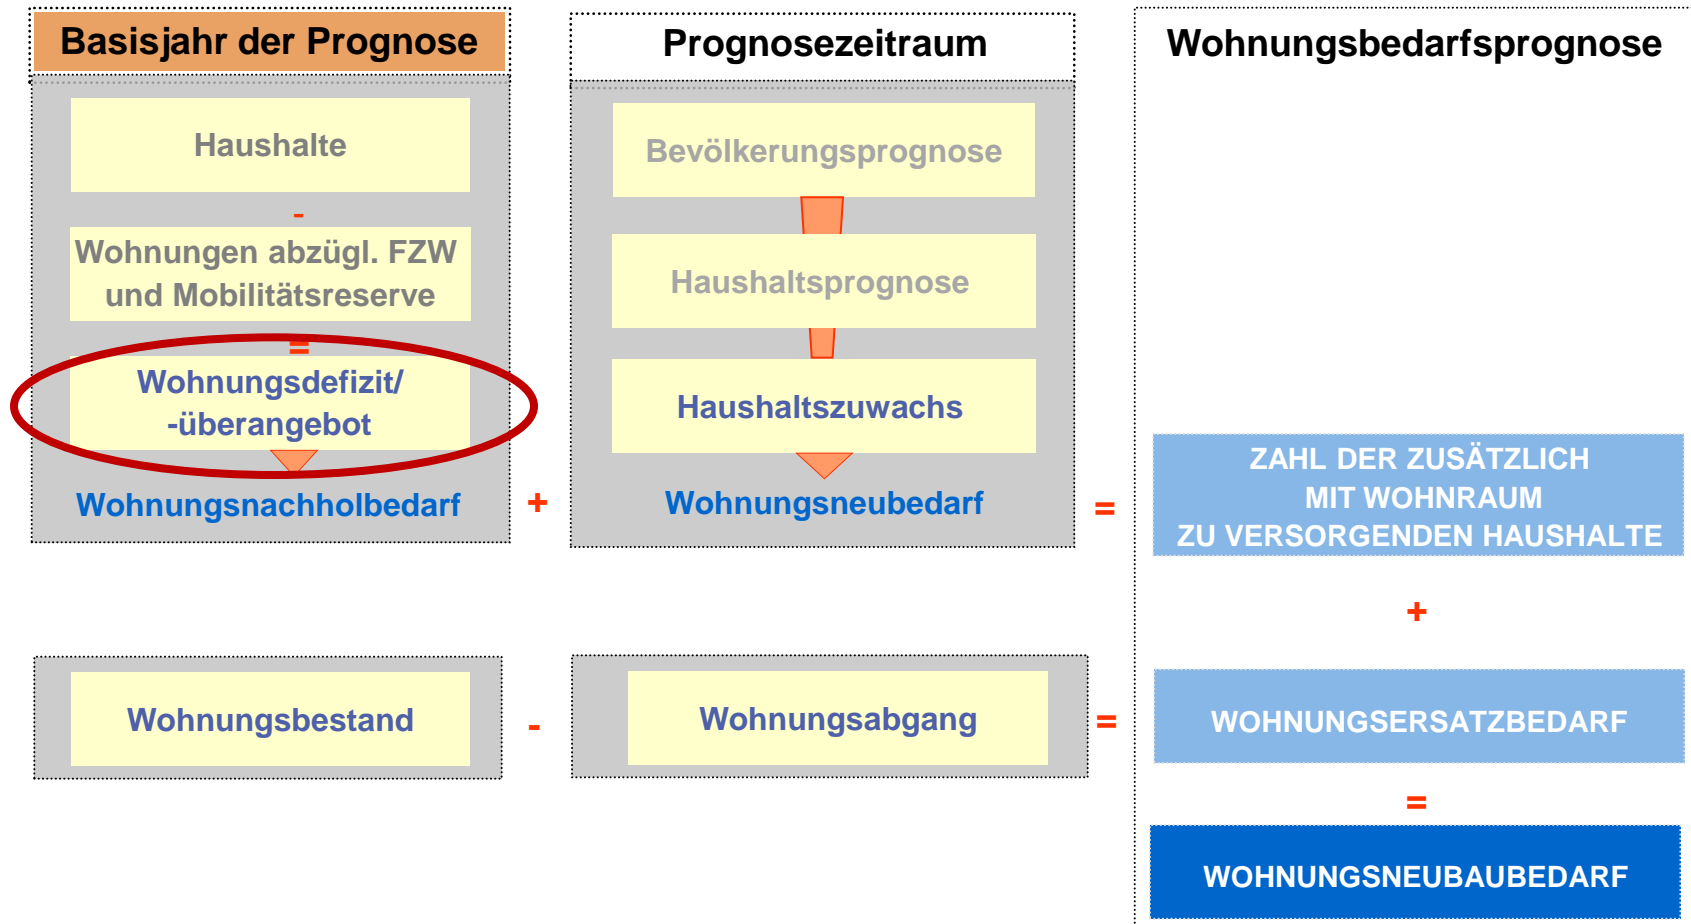 Basisjahr der Prognose
Haushalte
-
Wohnungen abzügl. FZW
und Mobilitätsreserve
=
Wohnungsdefizit/
-überangebot
Wohnungsnachholbedarf
+
Prognosezeitraum
Bevölkerungsprognose
Haushaltsprognose
Haushaltszuwachs
Wohnungsneubedarf
=
Wohnungsbedarfsprognose
ZAHL DER ZUSÄTZLICH
MIT WOHNRAUM
ZU VERSORGENDEN HAUSHALTE
+
Wohnungsbestand
-
Wohnungsabgang
=
WOHNUNGSERSATZBEDARF
=
WOHNUNGSNEUBAUBEDARF